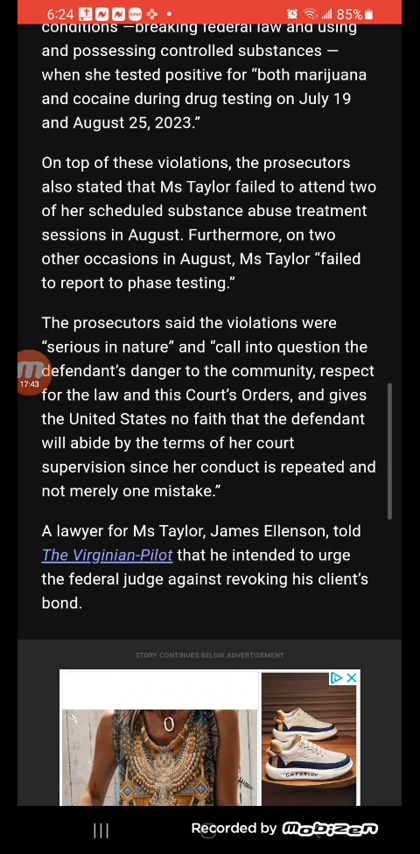 6:24
85%
conditions —breaking federal law and using
and possessing controlled substances —
when she tested positive for “both marijuana
and cocaine during drug testing on July 19
and August 25, 2023.”
On top of these violations, the prosecutors
also stated that Ms Taylor failed to attend two
of her scheduled substance abuse treatment
sessions in August. Furthermore, on two
other occasions in August, Ms Taylor “failed
to report to phase testing.”
The prosecutors said the violations were
“serious in nature” and “call into question the
defendant’s danger to the community, respect
for the law and this Court’s Orders, and gives
the United States no faith that the defendant
will abide by the terms of her court
supervision since her conduct is repeated and
not merely one mistake.”
17:43
A lawyer for Ms Taylor, James Ellenson, told
The Virginian-Pilot that he intended to urge
the federal judge against revoking his client’s
bond.
STORY CONTINUES BELOW ADVERTISEMENT
Recorded by Mobizen